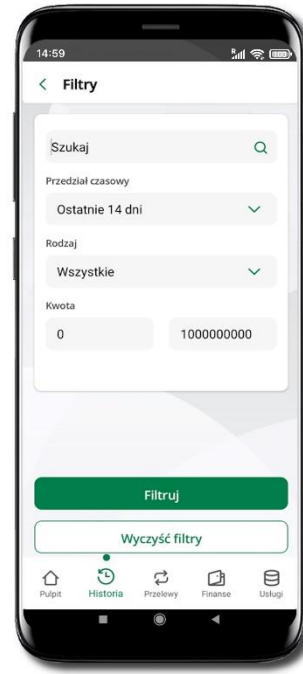 14:59
Filtry
Szukaj
Przedział czasowy
Ostatnie 14 dni
Rodzaj
Wszystkie
Kwota
0 1000000000
Filtruj
Wyczyść filtry
Pulpit Historia Przelewy Finanse Usługi